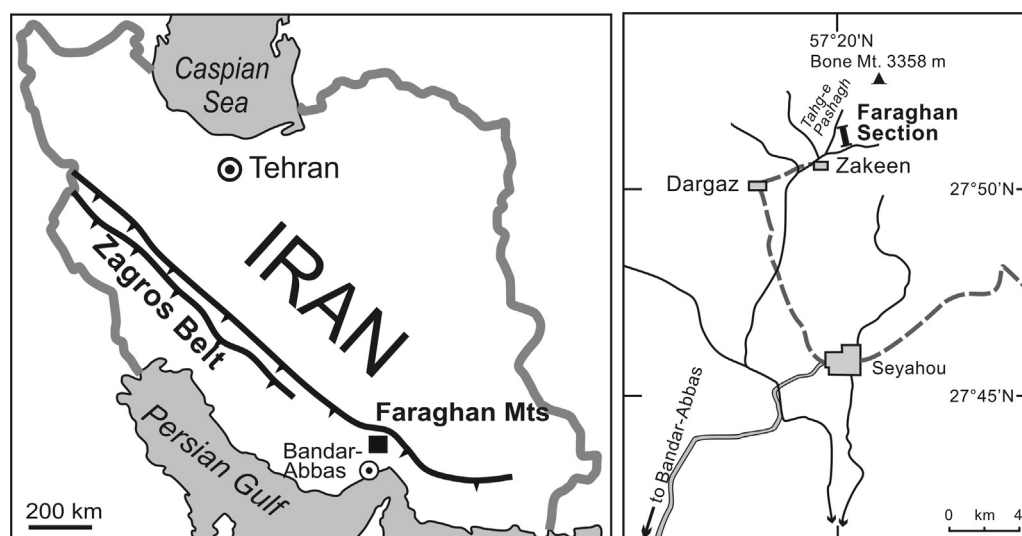 Caspian
Sea
Tehran
IRAN
Zagros Belt
Faraghan Mts
Bandar-
Abbas
Persian Gulf
200 km
57°20'N
Bone Mt. 3358 m
Tahg-e
Pashagh
Faraghan
Section
Zakeen
Dargaz
27°50'N
Seyahou
27°45'N
to Bandar-Abbas
0 km 4